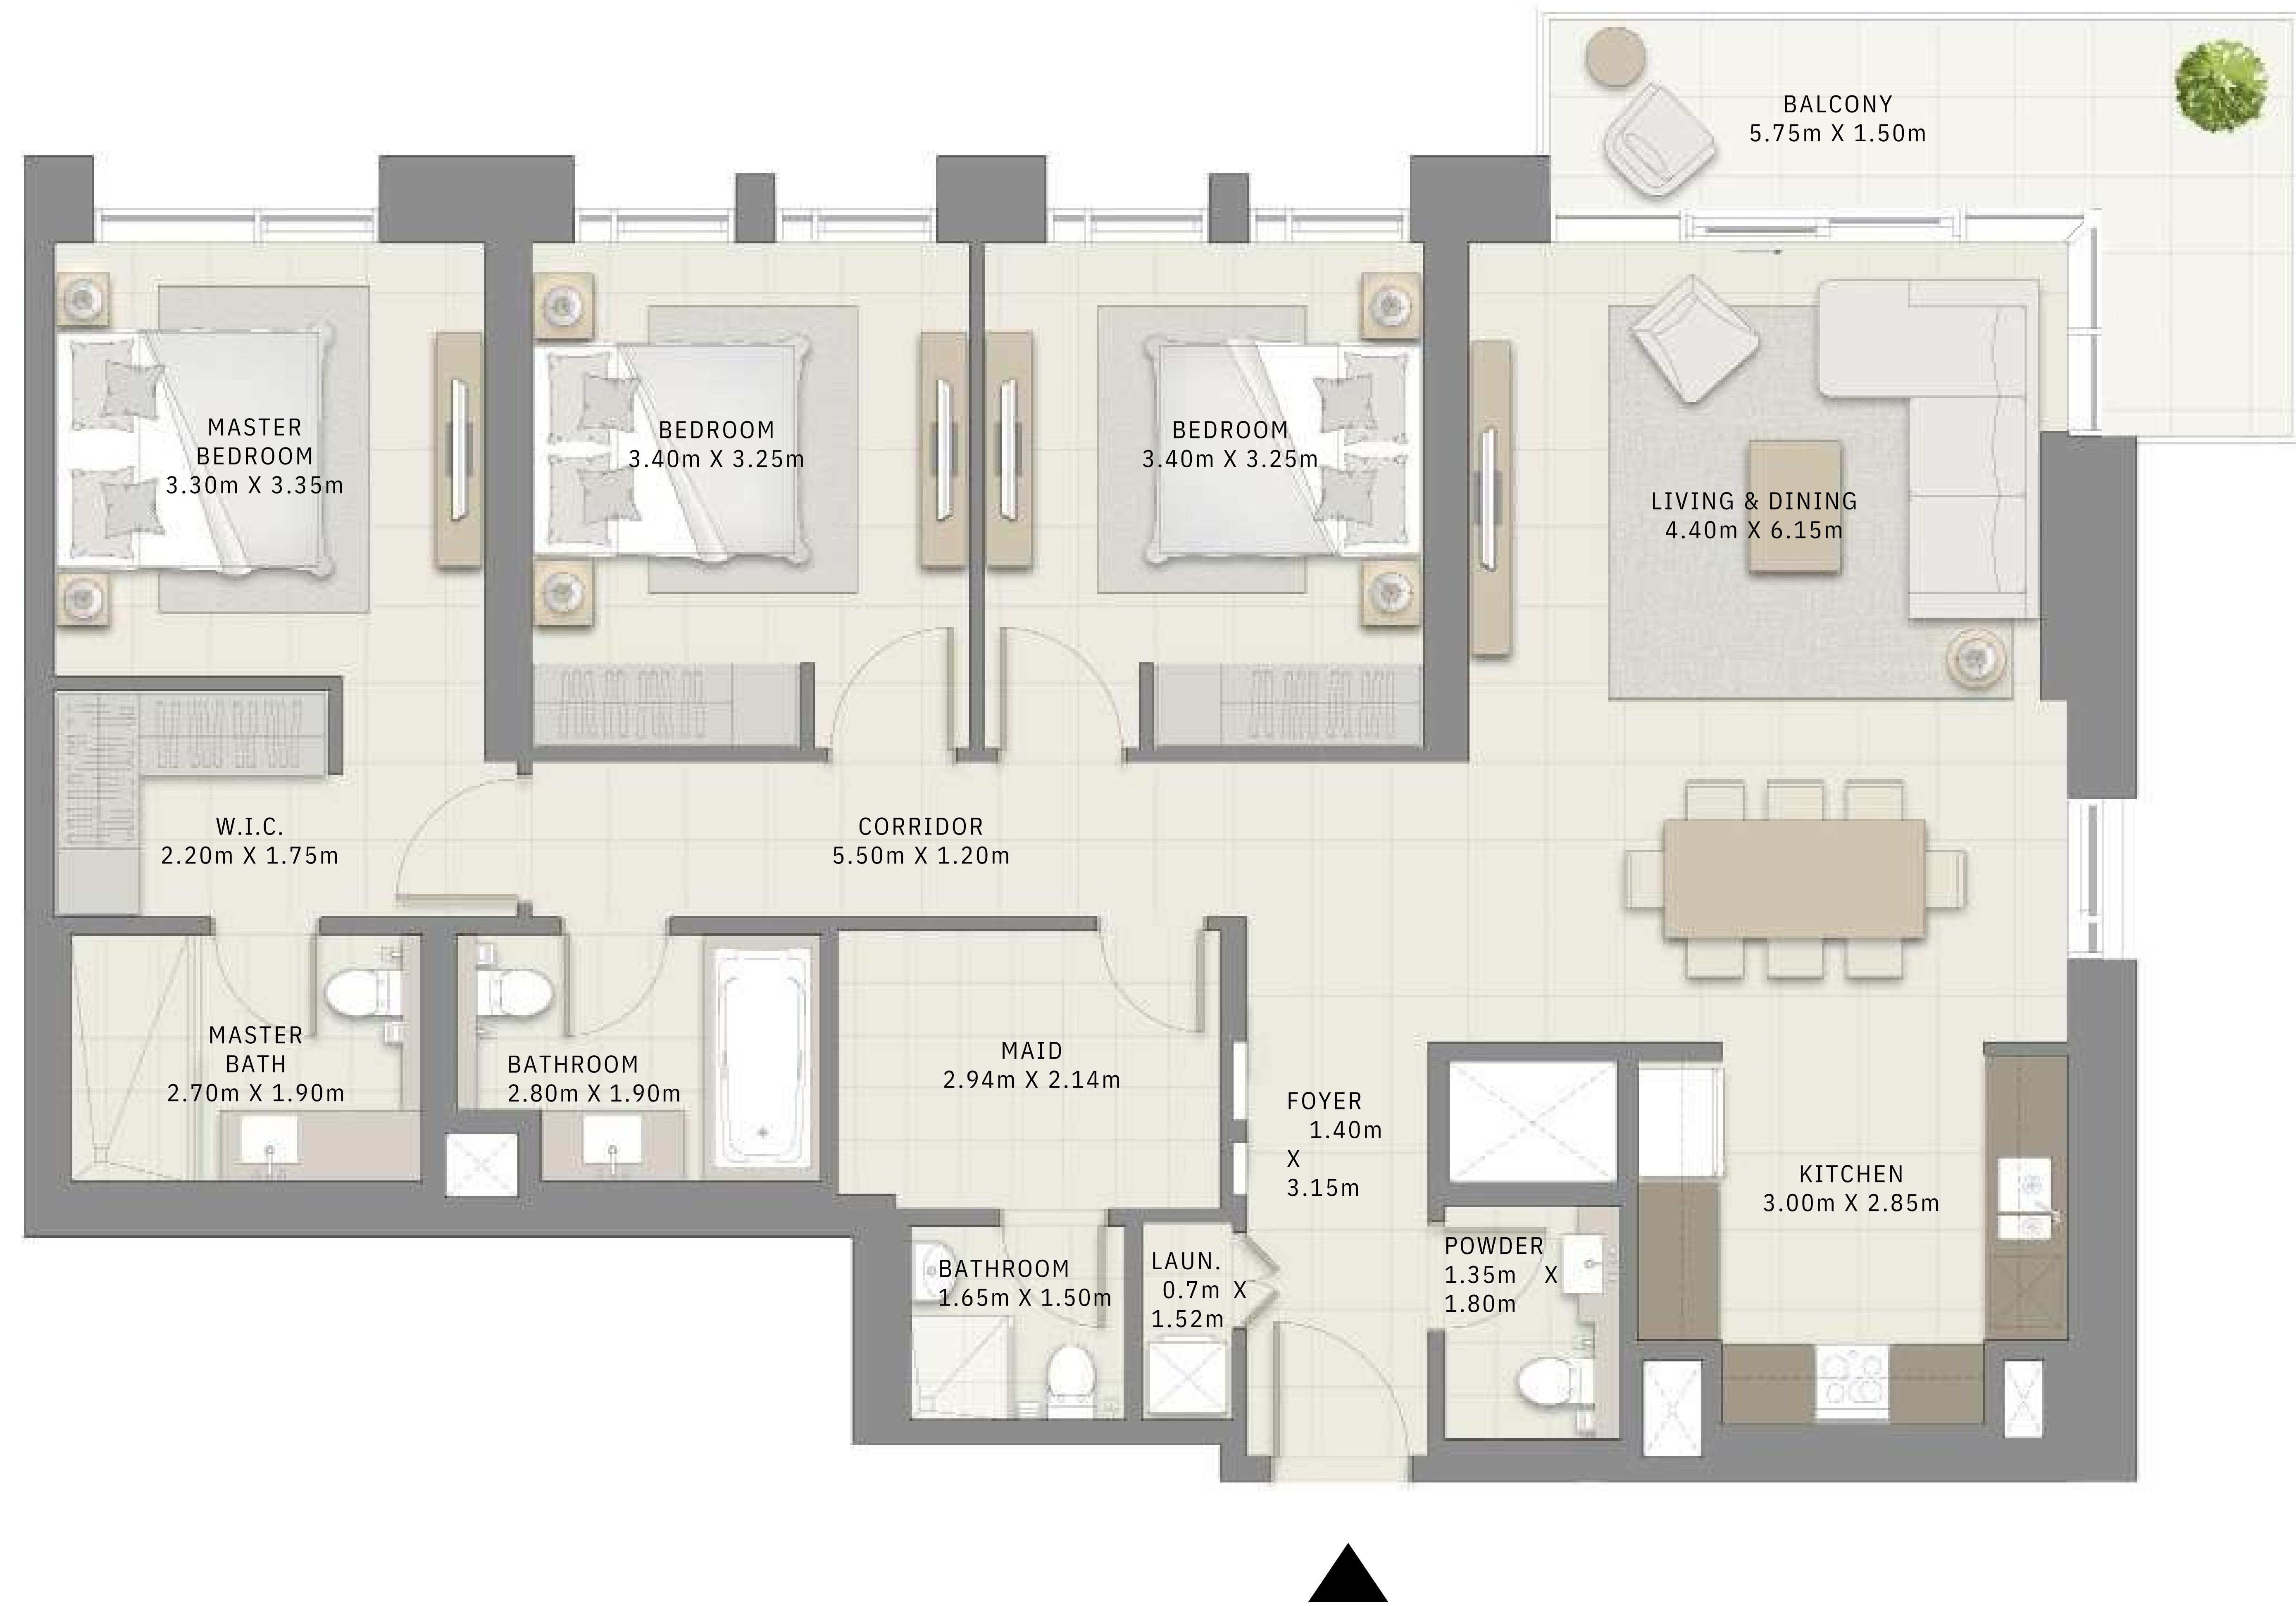 BALCONY
5.75m X 1.50m
MASTER
BEDROOM
3.30m X 3.35m
BEDROOM
3.40m X 3.25m
BEDROOM
3.40m X 3.25m
LIVING & DINING
4.40m X 6.15m
W.I.C.
2.20m X 1.75m
CORRIDOR
5.50m X 1.20m
MASTER
BATH
2.70m X 1.90m
BATHROOM
2.80m X 1.90m
MAID
2.94m X 2.14m
FOYER
1.40m
X
3.15m
KITCHEN
3.00m X 2.85m
BATHROOM
1.65m X 1.50m
LAUN.
0.7m X
1.52m
POWDER
1.35m X
1.80m